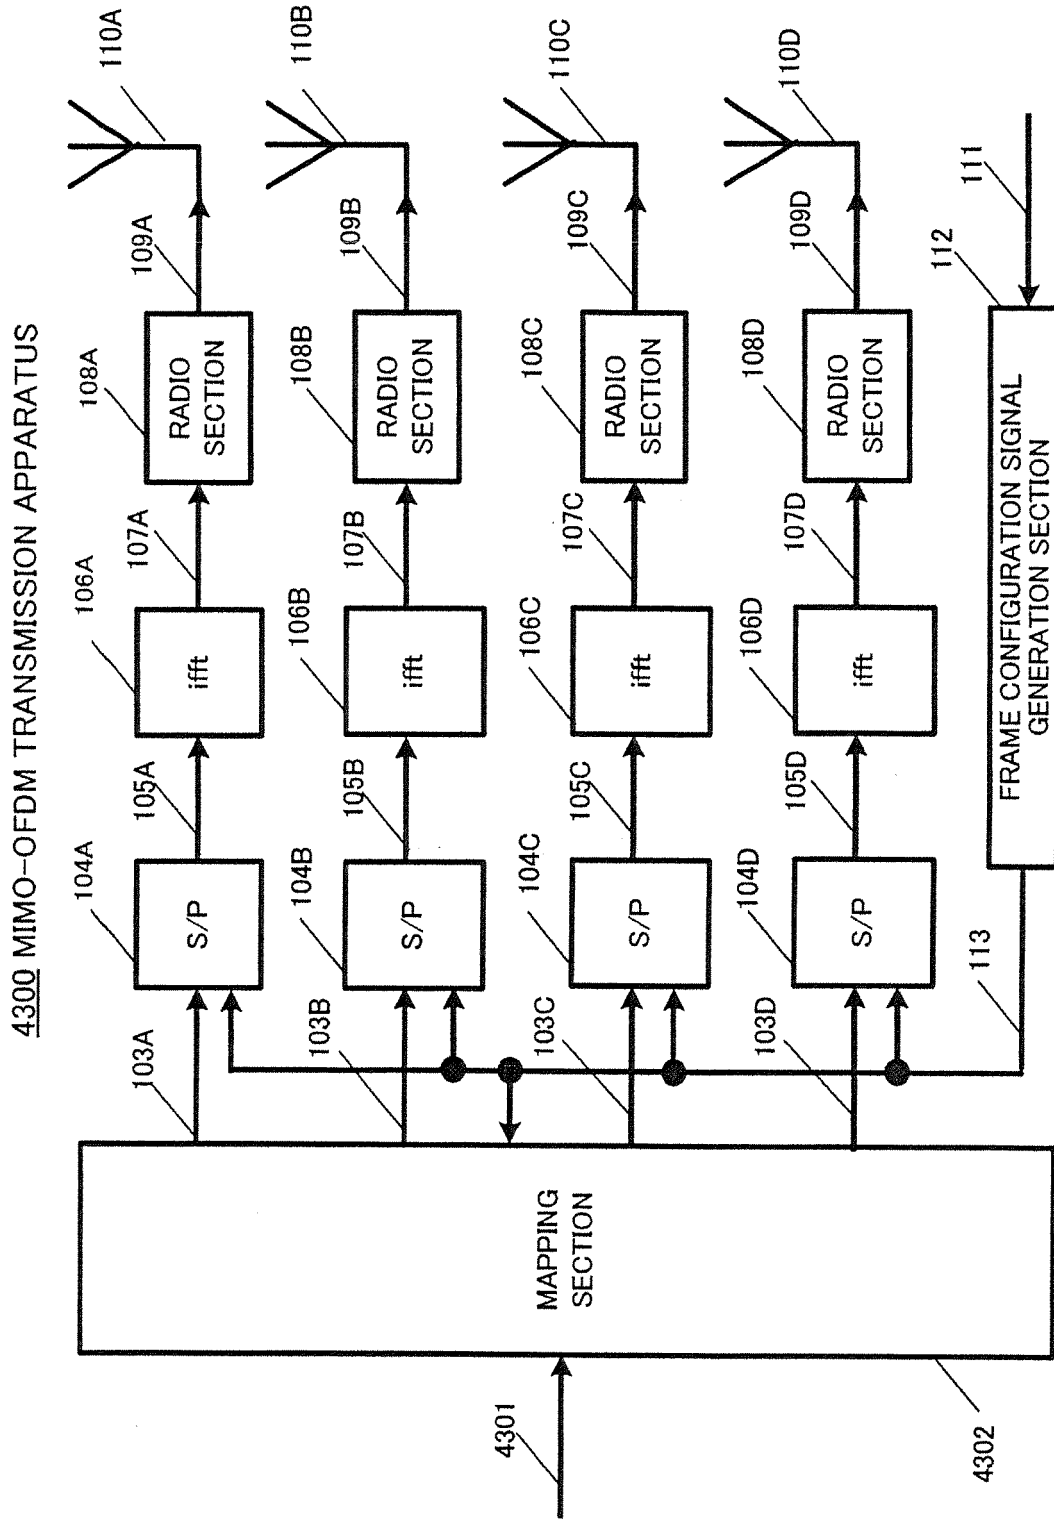 4300 MIMO-OFDM TRANSMISSION APPARATUS
4301
4302
MAPPING
SECTION
103A
104A
S/P
105A
106A
ifft
107A
108A
RADIO
SECTION
109A
110A
103B
104B
S/P
105B
106B
ifft
107B
108B
RADIO
SECTION
109B
110B
103C
104C
S/P
105C
106C
ifft
107C
108C
RADIO
SECTION
109C
110C
103D
104D
S/P
105D
106D
ifft
107D
108D
RADIO
SECTION
109D
110D
113
FRAME CONFIGURATION SIGNAL
GENERATION SECTION
112
111